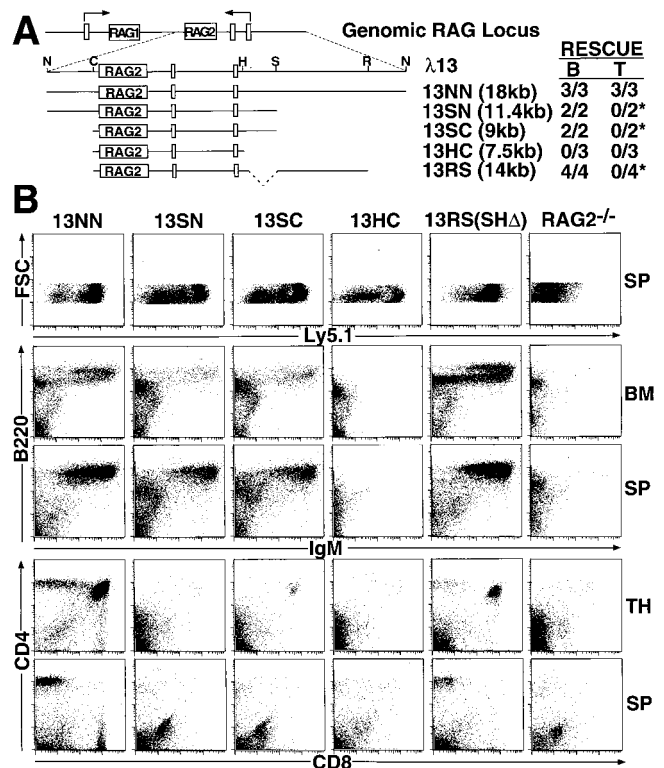 A
RAG1
RAG2
Genomic RAG Locus
RESCUE
B T
N C H S R N
RAG2
λ13
13NN (18kb) 3/3 3/3
RAG2
13SN (11.4kb) 2/2 0/2*
RAG2
13SC (9kb) 2/2 0/2*
RAG2
13HC (7.5kb) 0/3 0/3
RAG2
13RS (14kb) 4/4 0/4*
B
13NN 13SN 13SC 13HC 13RS(SHΔ) RAG2-/-
FSC
SP
Ly5.1
B220
BM
SP
IgM
CD4
TH
SP
CD8